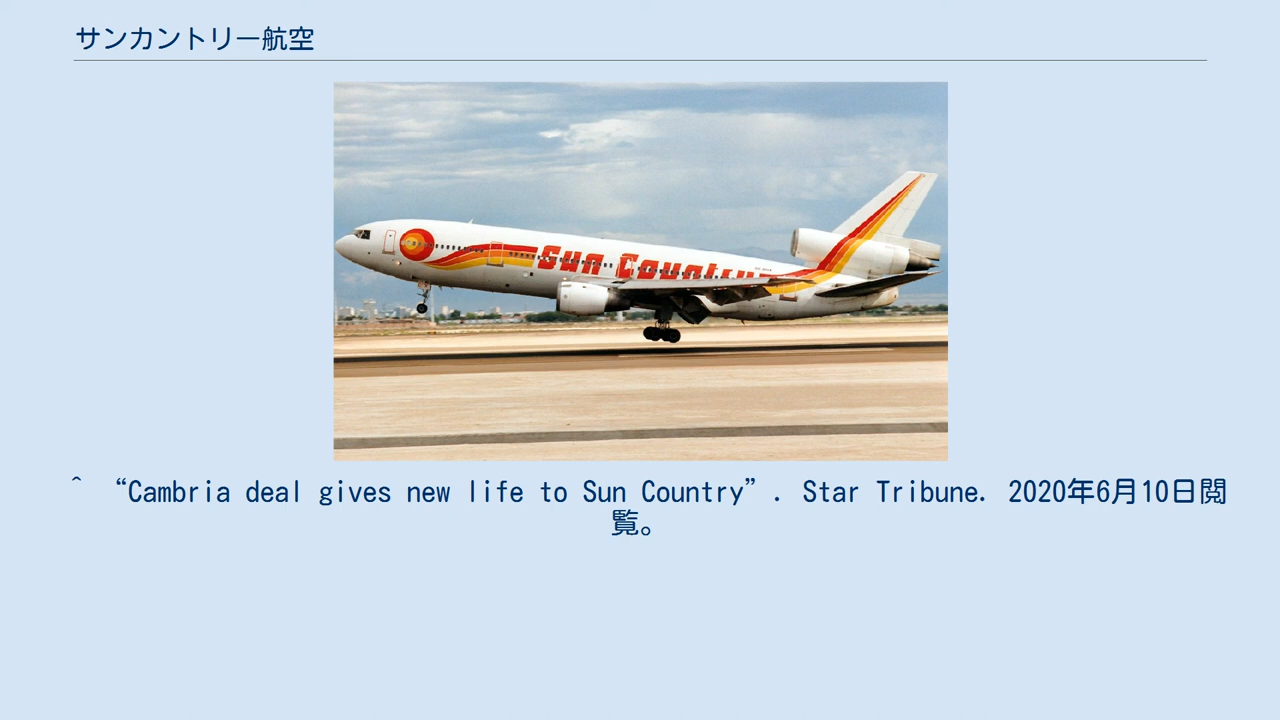 サンカントリー航空
Sun Country
^ “Cambria deal gives new life to Sun Country”. Star Tribune. 2020年6月10日閲
覧。